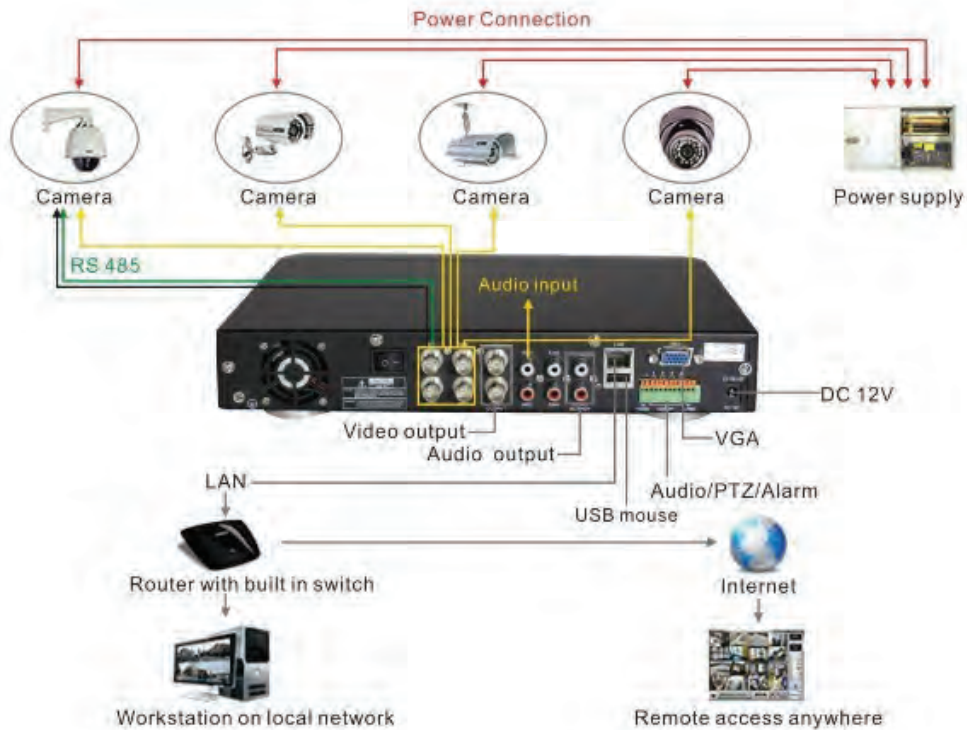 Power Connection
Camera
Camera
Camera
Camera
Power supply
RS 485
Audio input
DC 12V
Video output
VGA
Audio output
LAN
Audio/PTZ/Alarm
USB mouse
Router with built in switch
Internet
Workstation on local network
Remote access anywhere